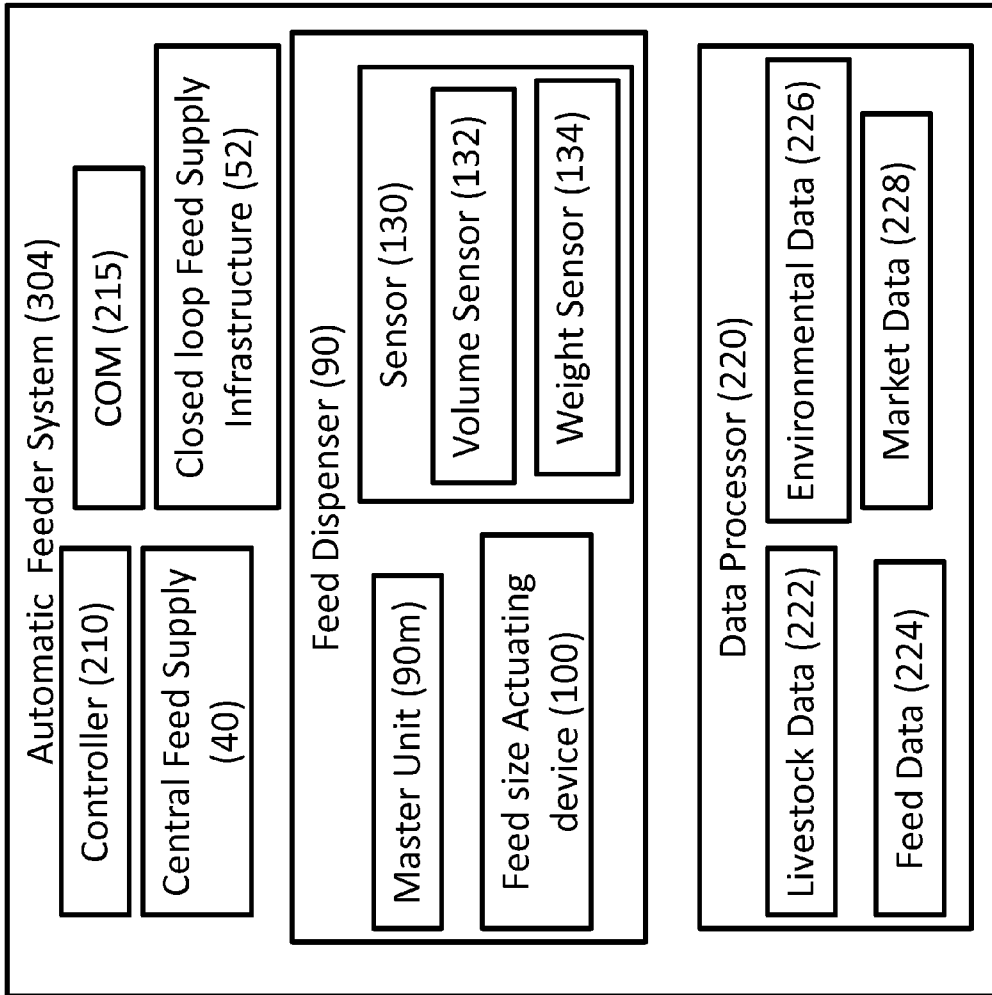 Automatic Feeder System (304)
Controller (210)
COM (215)
Central Feed Supply
(40)
Closed loop Feed Supply
Infrastructure (52)
Feed Dispenser (90)
Master Unit (90m)
Feed size Actuating
device (100)
Sensor (130)
Volume Sensor (132)
Weight Sensor (134)
Data Processor (220)
Livestock Data (222)
Environmental Data (226)
Feed Data (224)
Market Data (228)